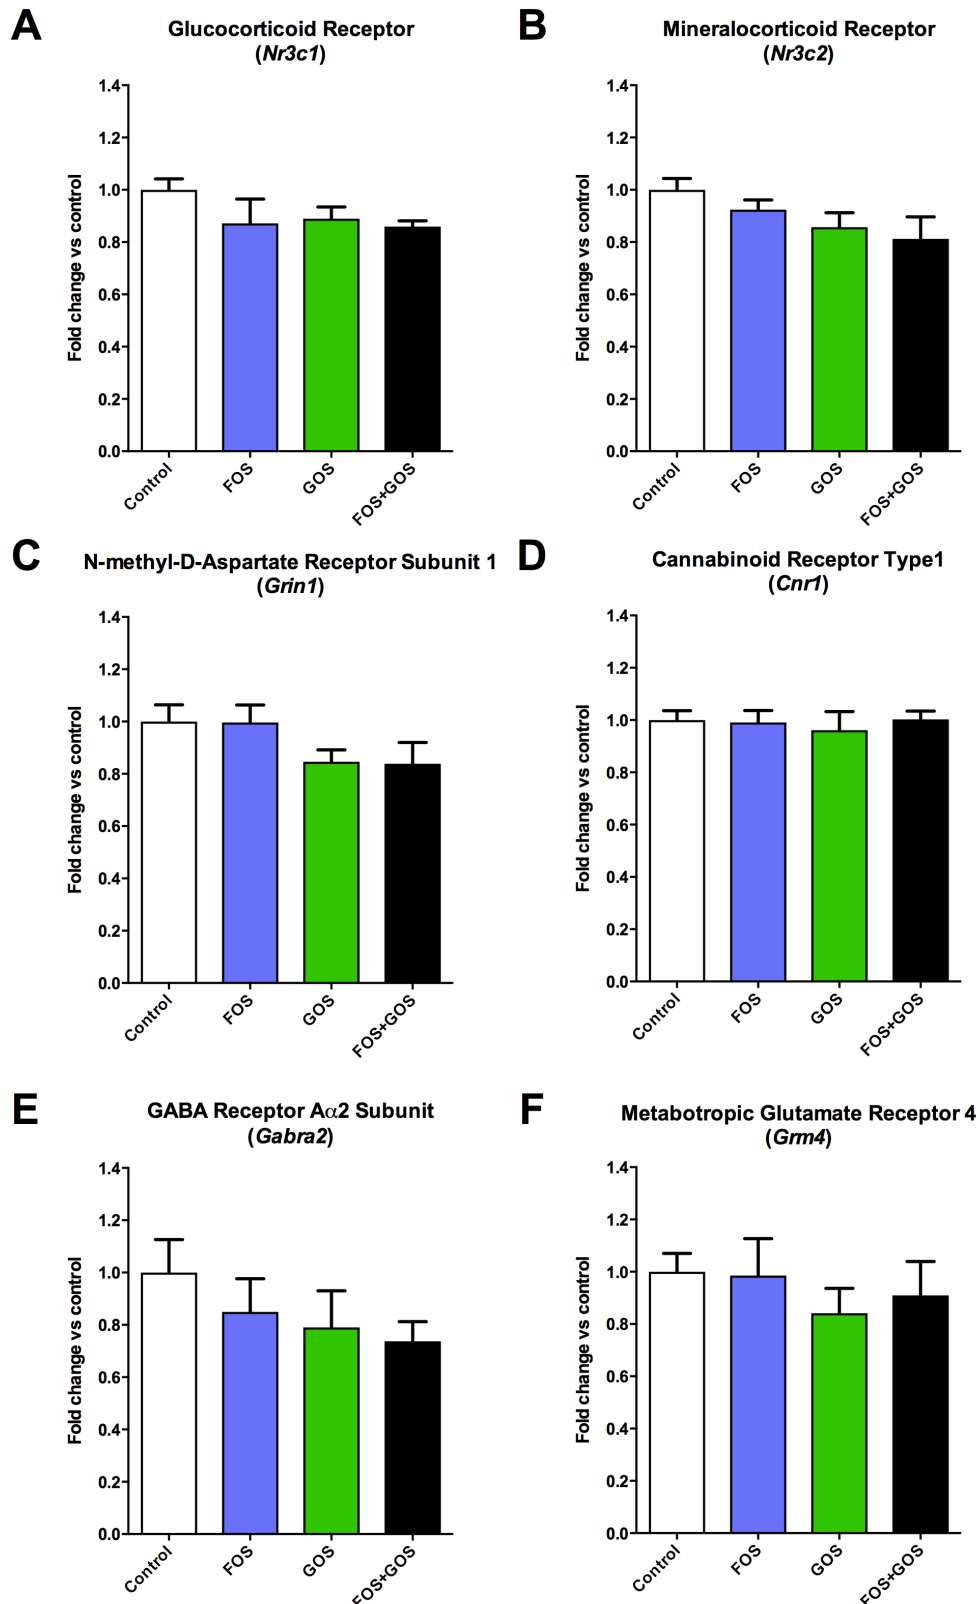 A
Glucocorticoid Receptor
(Nr3c1)
Fold change vs control
1.4
1.2
1.0
0.8
0.6
0.4
0.2
0.0
Control
FOS
GOS
FOS+GOS
B
Mineralocorticoid Receptor
(Nr3c2)
Fold change vs control
1.4
1.2
1.0
0.8
0.6
0.4
0.2
0.0
Control
FOS
GOS
FOS+GOS
C
N-methyl-D-Aspartate Receptor Subunit 1
(Grin1)
Fold change vs control
1.4
1.2
1.0
0.8
0.6
0.4
0.2
0.0
Control
FOS
GOS
FOS+GOS
D
Cannabinoid Receptor Type1
(Cnr1)
Fold change vs control
1.4
1.2
1.0
0.8
0.6
0.4
0.2
0.0
Control
FOS
GOS
FOS+GOS
E
GABA Receptor Aα2 Subunit
(Gabra2)
Fold change vs control
1.4
1.2
1.0
0.8
0.6
0.4
0.2
0.0
Control
FOS
GOS
FOS+GOS
F
Metabotropic Glutamate Receptor 4
(Grm4)
Fold change vs control
1.4
1.2
1.0
0.8
0.6
0.4
0.2
0.0
Control
FOS
GOS
FOS+GOS